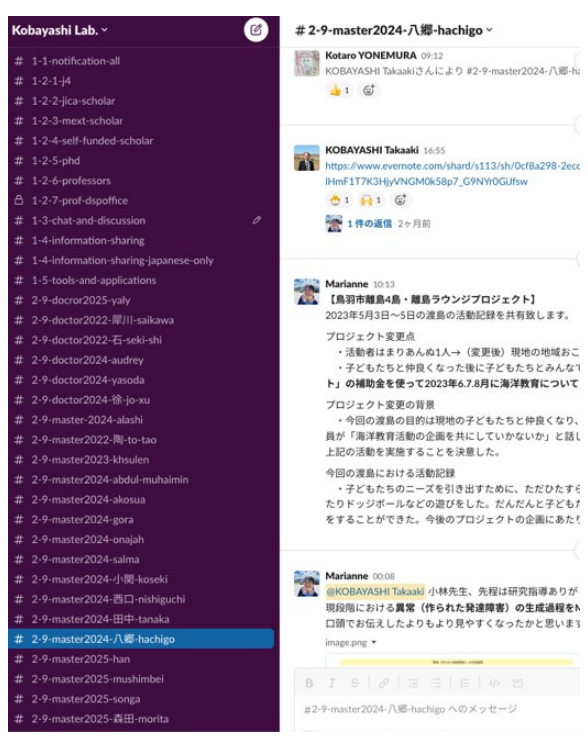 Kobayashi Lab.
# 1-1-notification-all
# 1-2-1-j4
# 1-2-2-jica-scholar
# 1-2-3-mext-scholar
# 1-2-4-self-funded-scholar
# 1-2-5-phd
# 1-2-6-professors
1-2-7-prof-dspoffice
# 1-3-chat-and-discussion
# 1-4-information-sharing
# 1-4-information-sharing-japanese-only
# 1-5-tools-and-applications
# 2-9-docror2025-yaly
# 2-9-doctor2022-犀川-saikawa
# 2-9-doctor2022-石-seki-shi
# 2-9-doctor2024-audrey
# 2-9-doctor2024-yasoda
# 2-9-doctor2024-徐-jo-xu
# 2-9-master-2024-alashi
# 2-9-master2022-陶-to-tao
# 2-9-master2023-khsulen
# 2-9-master2024-abdul-muhaimin
# 2-9-master2024-akosua
# 2-9-master2024-gora
# 2-9-master2024-onajah
# 2-9-master2024-salma
# 2-9-master2024-小関-koseki
# 2-9-master2024-西口-nishiguchi
# 2-9-master2024-田中-tanaka
# 2-9-master2024-八郷-hachigo
# 2-9-master2025-han
# 2-9-master2025-mushimbei
# 2-9-master2025-songa
# 2-9-master2025-森田-morita
# 2-9-master2024-八郷-hachigo
Kotaro YONEMURA 09:12
KOBAYASHI Takaakiさんにより #2-9-master2024-八郷-ha
1
KOBAYASHI Takaaki 16:55
https://www.evernote.com/shard/s113/sh/0cf8a298-2ecc
IHmF1T7K3HjyVNGM0k58p7_G9NYr0GiJfsw
1 1
1 件の返信 2ヶ月前
Marianne 10:13
【鳥羽市離島4島・離島ラウンジプロジェクト】
2023年5月3日〜5日の渡島の活動記録を共有致します。
プロジェクト変更点
・活動者はまりあんぬ1人→（変更後）現地の地域おこ
・子どもたちと仲良くなった後に子どもたちとみんなで
ト」の補助金を使って2023年6.7.8月に海洋教育について
プロジェクト変更の背景
・今回の渡島の目的は現地の子どもたちと仲良くなり、
員が「海洋教育活動の企画を共にしていかないか」と話し
上記の活動を実施することを決意した。
今回の渡島における活動記録
・子どもたちのニーズを引き出すために、ただひたすら
たりドッジボールなどの遊びをした。だんだんと子どもた
をすることができた。今後のプロジェクトの企画にあたり
Marianne 00:08
@KOBAYASHI Takaaki 小林先生、先程は研究指導ありが
現段階における異常（作られた発達障害）の生成過程をM
口頭でお伝えしたよりもより見やすくなったかと思います
image.png
B I S
#2-9-master2024-八郷-hachigo へのメッセージ